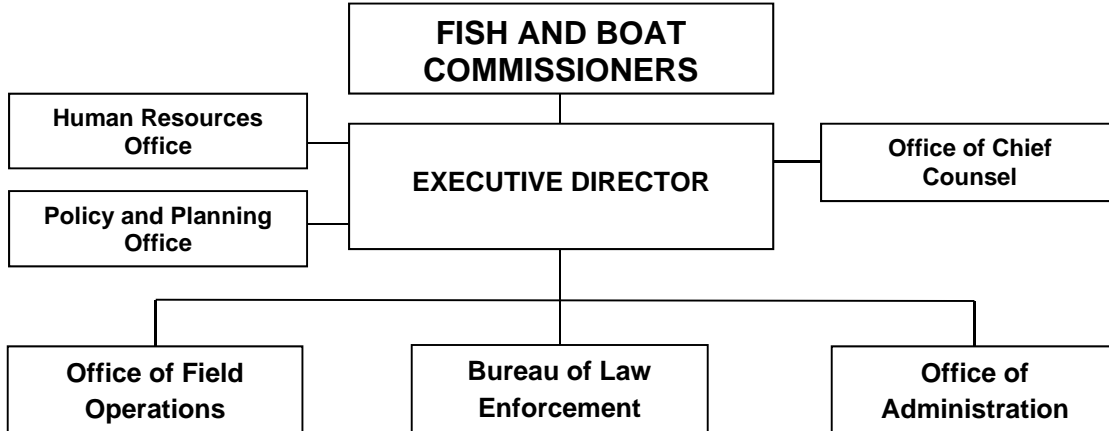 FISH AND BOAT
COMMISSIONERS
Human Resources
Office
EXECUTIVE DIRECTOR
Office of Chief
Counsel
Policy and Planning
Office
Office of Field
Operations
Bureau of Law
Enforcement
Office of
Administration